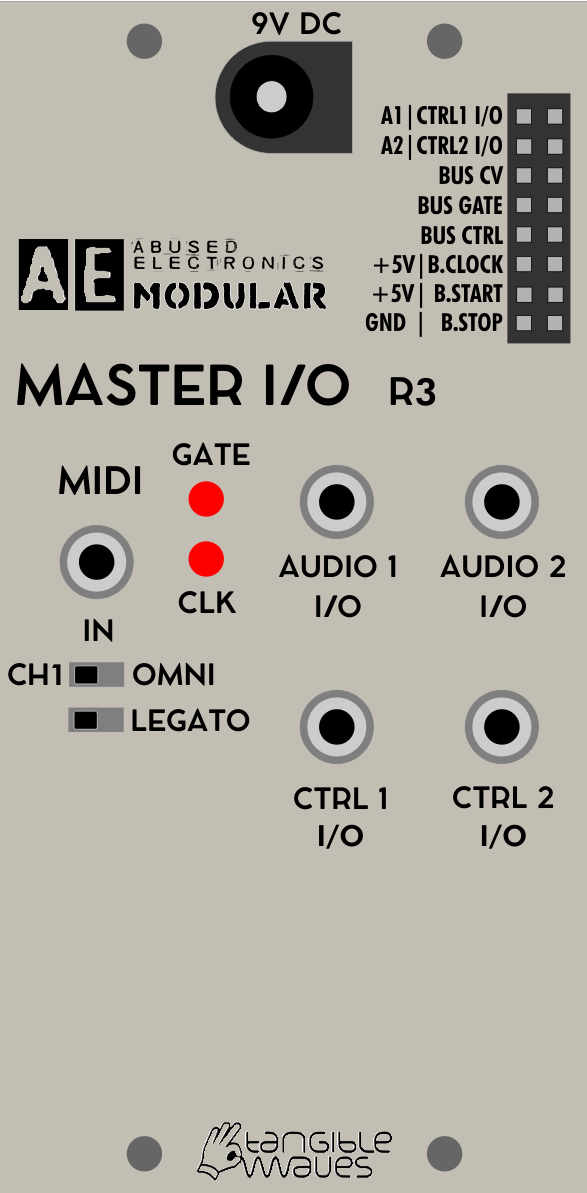 9V DC
A1|CTRL1 I/O
A2|CTRL2 I/O
BUS CV
BUS GATE
BUS CTRL
+5V|B.CLOCK
+5V| B.START
GND | B.STOP
AE
ABUSED
ELECTRONICS
MODULAR
MASTER I/O R3
GATE
MIDI
CLK
IN
AUDIO 1
I/O
AUDIO 2
I/O
CH1 OMNI
LEGATO
CTRL 1
I/O
CTRL 2
I/O
tangible
waves